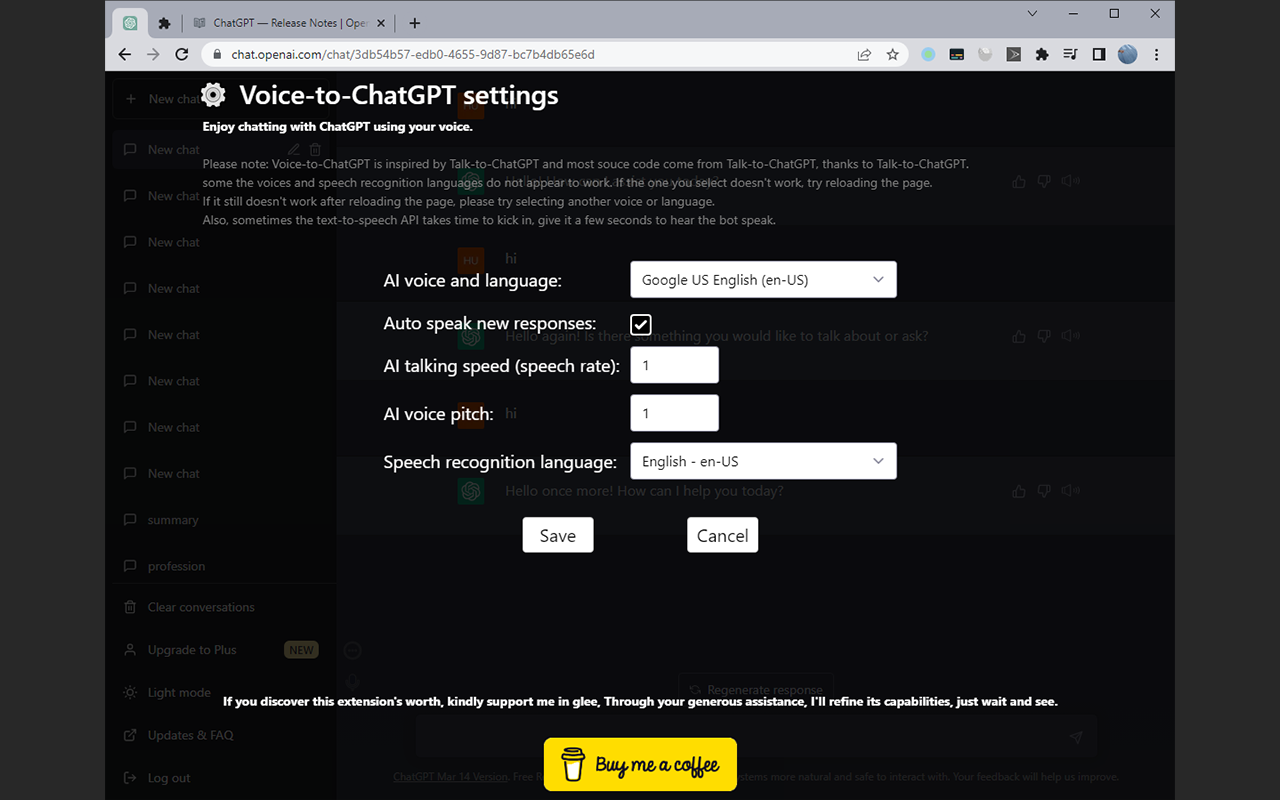 ChatGPT — Release Notes | Ope
chat.openai.com/chat/3db54b57-edb0-4655-9d87-bc7b4db65e6d
New chat
Voice-to-ChatGPT settings
HU
Enjoy chatting with ChatGPT using your voice.
New chat
Please note: Voice-to-ChatGPT is inspired by Talk-to-ChatGPT and most souce code come from Talk-to-ChatGPT, thanks to Talk-to-ChatGPT.
some the voices and speech recognition languages do not appear to work. If the one you select doesn't work, try reloading the page.
If it still doesn't work after reloading the page, please try selecting another voice or language.
Also, sometimes the text-to-speech API takes time to kick in, give it a few seconds to hear the bot speak.
New chat
New chat
HU
hi
AI voice and language:
Google US English (en-US)
New chat
Auto speak new responses:
Hello again! Is there something you would like to talk about or ask?
New chat
AI talking speed (speech rate):
1
New chat
AI voice pitch:
hi
1
New chat
Speech recognition language:
English - en-US
New chat
Hello once more! How can I help you today?
summary
Save
Cancel
profession
Clear conversations
Upgrade to Plus
NEW
Light mode
Regenerate response
If you discover this extension's worth, kindly support me in glee, Through your generous assistance, I'll refine its capabilities, just wait and see.
Updates & FAQ
Buy me a coffee
Log out
ChatGPT Mar 14 Version. Free R
systems more natural and safe to interact with. Your feedback will help us improve.